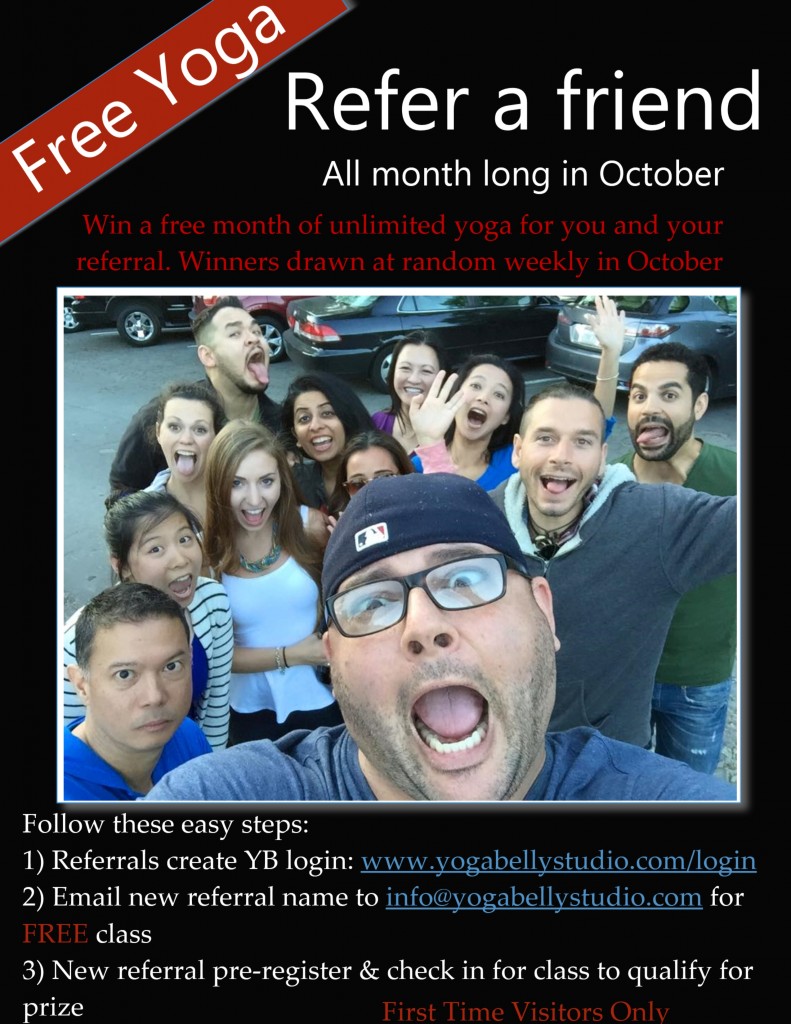 Free Yoga
Refer a friend
All month long in October
Win a free month of unlimited yoga for you and your
referral. Winners drawn at random weekly in October
Follow these easy steps:
1) Referrals create YB login: www.yogabellystudio.com/login
2) Email new referral name to info@yogabellystudio.com for
FREE class
3) New referral pre-register & check in for class to qualify for
prize
First Time Visitors Only